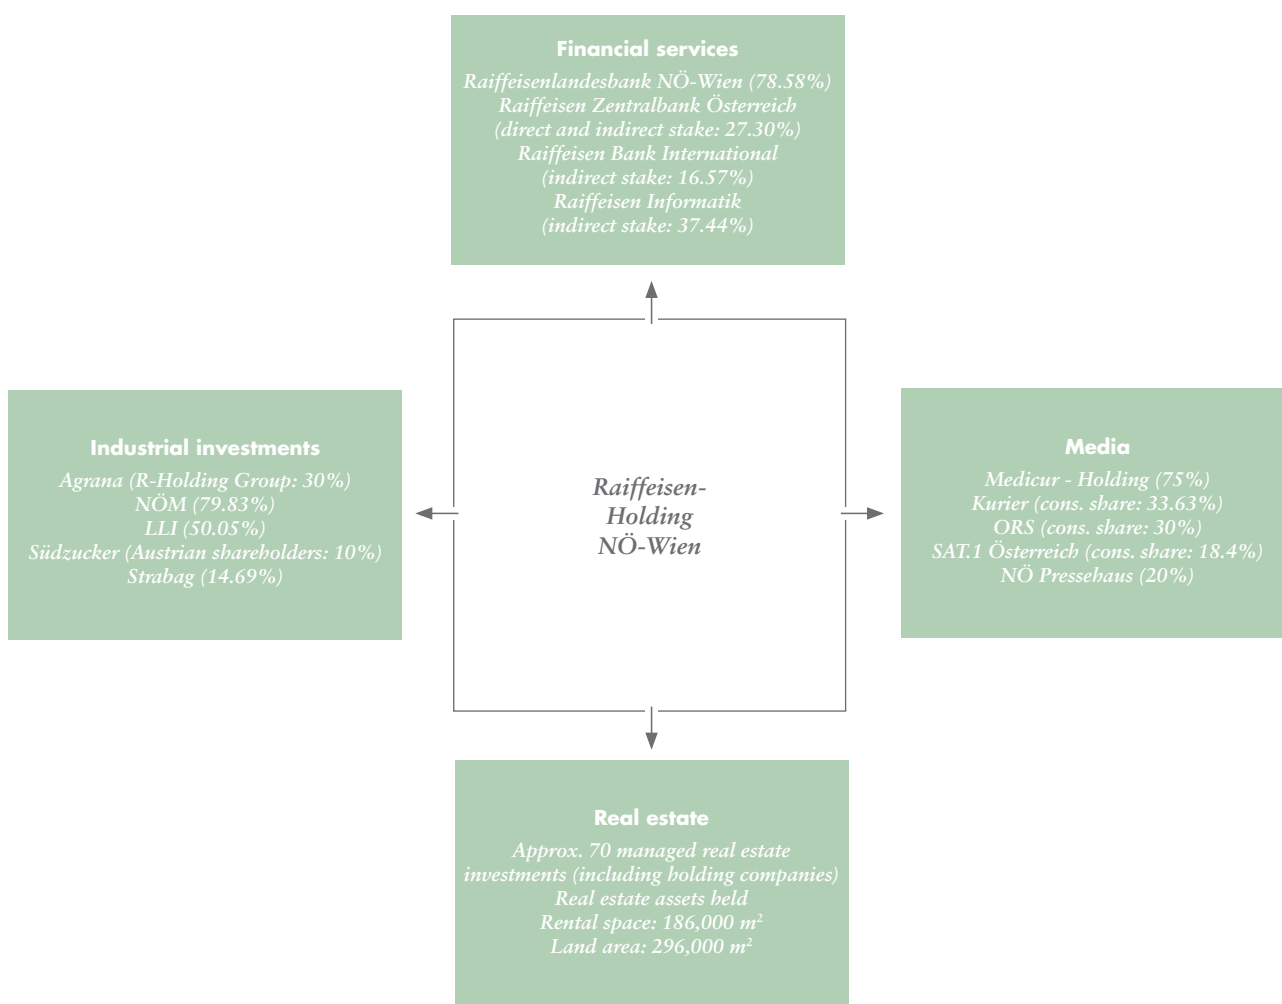 Financial services
Raiffeisenlandesbank NÖ-Wien (78.58%)
Raiffeisen Zentralbank Österreich
(direct and indirect stake: 27.30%)
Raiffeisen Bank International
(indirect stake: 16.57%)
Raiffeisen Informatik
(indirect stake: 37.44%)
Industrial investments
Agrana (R-Holding Group: 30%)
NÖM (79.83%)
LLI (50.05%)
Südzucker (Austrian shareholders: 10%)
Strabag (14.69%)
Raiffeisen-
Holding
NÖ-Wien
Media
Medicur - Holding (75%)
Kurier (cons. share: 33.63%)
ORS (cons. share: 30%)
SAT.1 Österreich (cons. share: 18.4%)
NÖ Pressehaus (20%)
Real estate
Approx. 70 managed real estate
investments (including holding companies)
Real estate assets held
Rental space: 186,000 m²
Land area: 296,000 m²